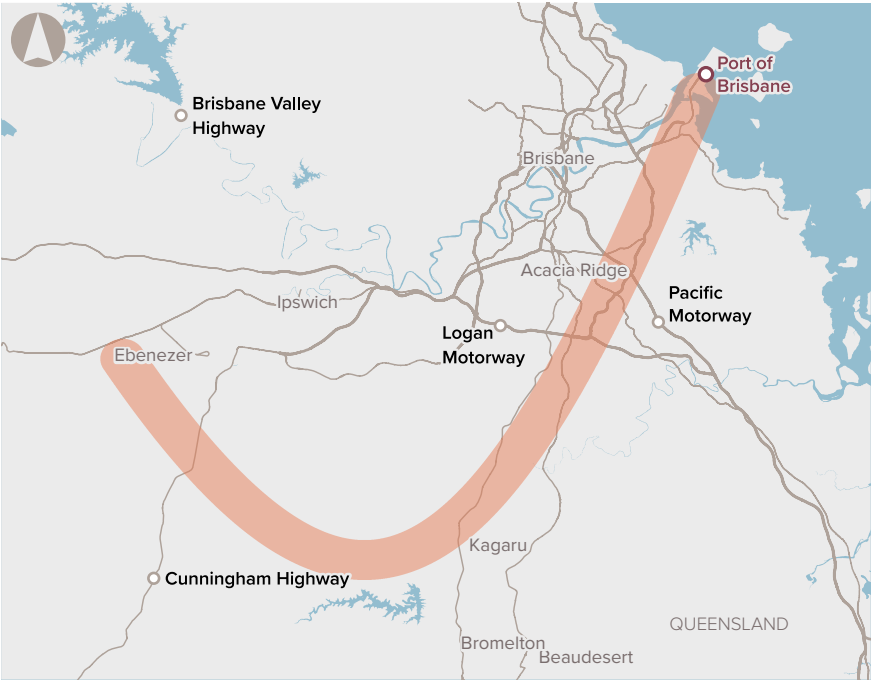 Port of
Brisbane
Brisbane Valley
Highway
Brisbane
Acacia Ridge
Ipswich
Pacific
Motorway
Logan
Motorway
Ebenezer
Kagaru
Cunningham Highway
QUEENSLAND
Bromelton
Beaudesert